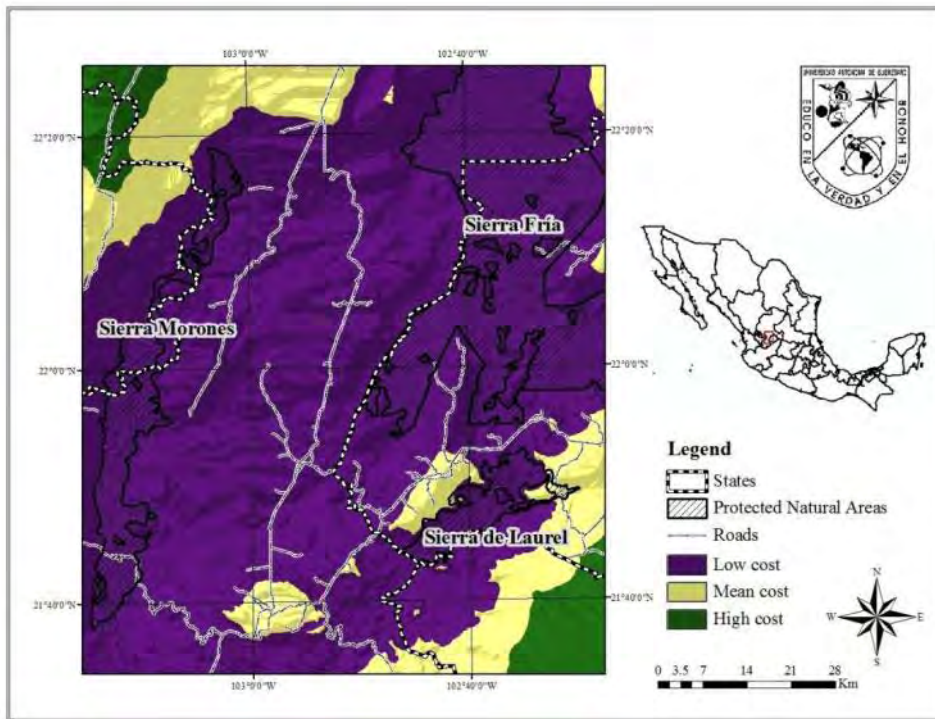 103°0'0"W
102°40'0"W
22°20'0"N
22°20'0"N
Sierra Fría
Sierra Morones
22°0'0"N
22°0'0"N
Sierra de Laurel
21°40'0"N
21°40'0"N
103°0'0"W
102°40'0"W
EDUCO EN LA VERDAD Y EN EL HONOR
Legend
States
Protected Natural Areas
Roads
Low cost
Mean cost
High cost
N
W
E
S
0 3.5 7 14 21 28
Km